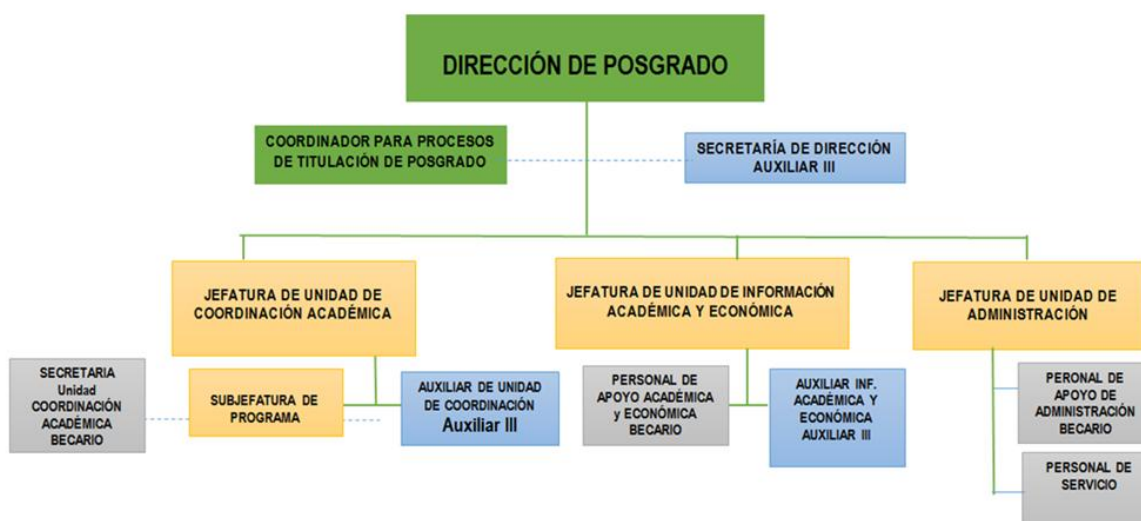 DIRECCIÓN DE POSGRADO
COORDINADOR PARA PROCESOS
DE TITULACIÓN DE POSGRADO
SECRETARÍA DE DIRECCIÓN
AUXILIAR III
JEFATURA DE UNIDAD DE
COORDINACIÓN ACADÉMICA
JEFATURA DE UNIDAD DE INFORMACIÓN
ACADÉMICA Y ECONÓMICA
JEFATURA DE UNIDAD DE
ADMINISTRACIÓN
SECRETARIA
Unidad
COORDINACIÓN
ACADÉMICA
BECARIO
SUBJEFATURA DE
PROGRAMA
AUXILIAR DE UNIDAD
DE COORDINACIÓN
Auxiliar III
PERSONAL DE
APOYO ACADÉMICA
y ECONÓMICA
BECARIO
AUXILIAR INF.
ACADÉMICA Y
ECONÓMICA
AUXILIAR III
PERONAL DE
APOYO DE
ADMINISTRACIÓN
BECARIO
PERSONAL DE
SERVICIO